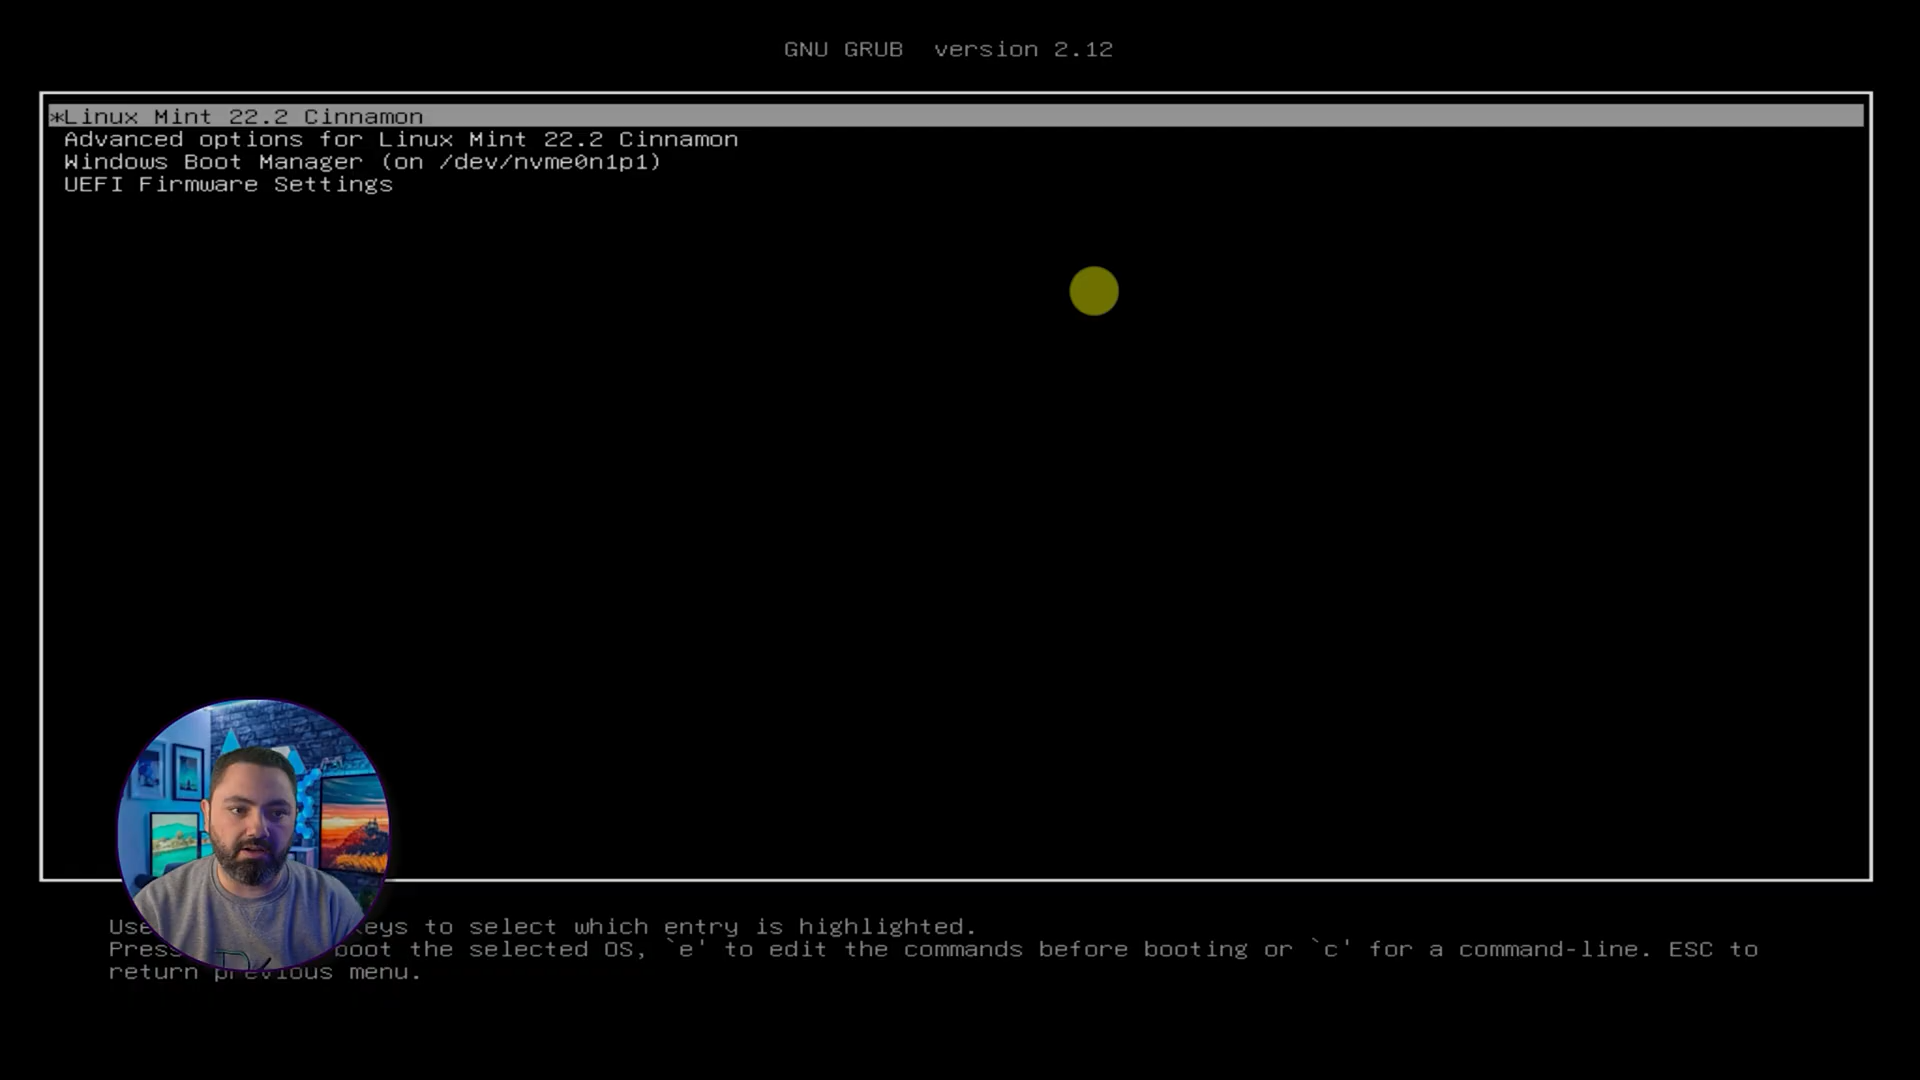 GNU GRUB version 2.12
*Linux Mint 22.2 Cinnamon
Advanced options for Linux Mint 22.2 Cinnamon
Windows Boot Manager (on /dev/nvme0n1p1)
UEFI Firmware Settings
Use keys to select which entry is highlighted.
Press boot the selected OS, `e' to edit the commands before booting or `c' for a command-line. ESC to
return previous menu.